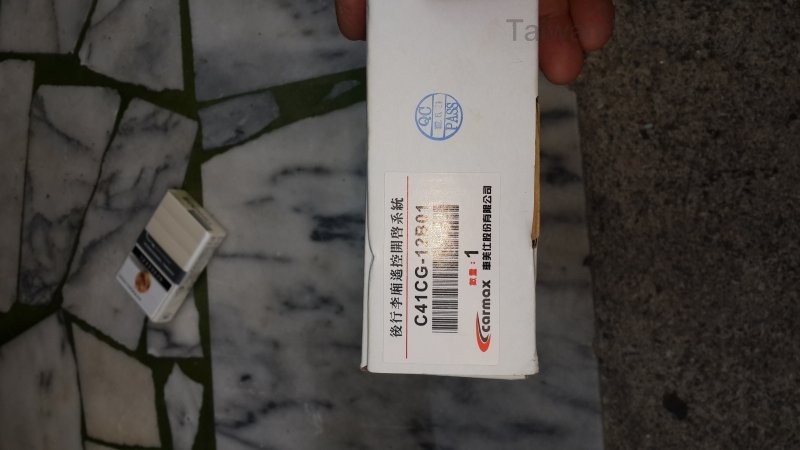 後行李廂遙控開啓系統
C41CG-12B01
數量：1
carmax 車美仕股份有限公司
QC
PASS